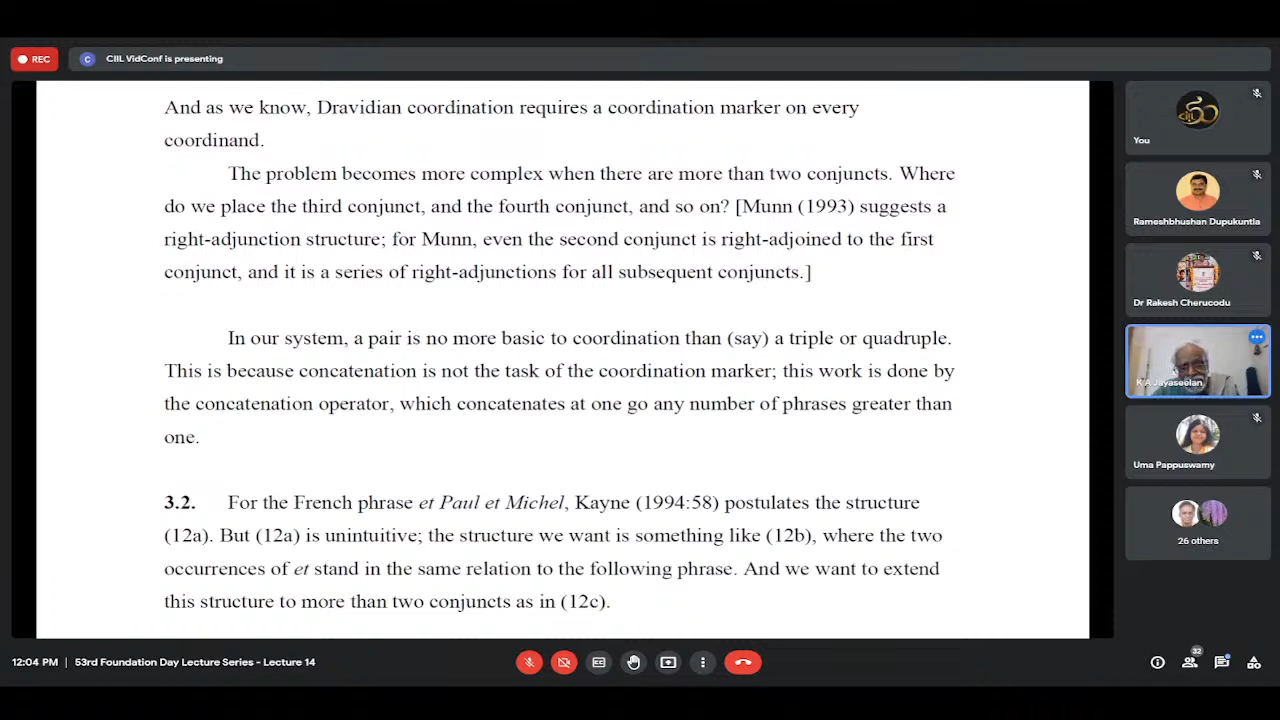 REC
C
CIIL VidConf is presenting
And as we know, Dravidian coordination requires a coordination marker on every
coordinand.
The problem becomes more complex when there are more than two conjuncts. Where
do we place the third conjunct, and the fourth conjunct, and so on? [Munn (1993) suggests a
right-adjunction structure; for Munn, even the second conjunct is right-adjoined to the first
conjunct, and it is a series of right-adjunctions for all subsequent conjuncts.]
In our system, a pair is no more basic to coordination than (say) a triple or quadruple.
This is because concatenation is not the task of the coordination marker; this work is done by
the concatenation operator, which concatenates at one go any number of phrases greater than
one.
3.2. For the French phrase et Paul et Michel, Kayne (1994:58) postulates the structure
(12a). But (12a) is unintuitive; the structure we want is something like (12b), where the two
occurrences of et stand in the same relation to the following phrase. And we want to extend
this structure to more than two conjuncts as in (12c).
You
Rameshbhushan Dupukuntla
Dr Rakesh Cherucodu
K A Jayaseelan
Uma Pappuswamy
26 others
12:04 PM | 53rd Foundation Day Lecture Series - Lecture 14
32